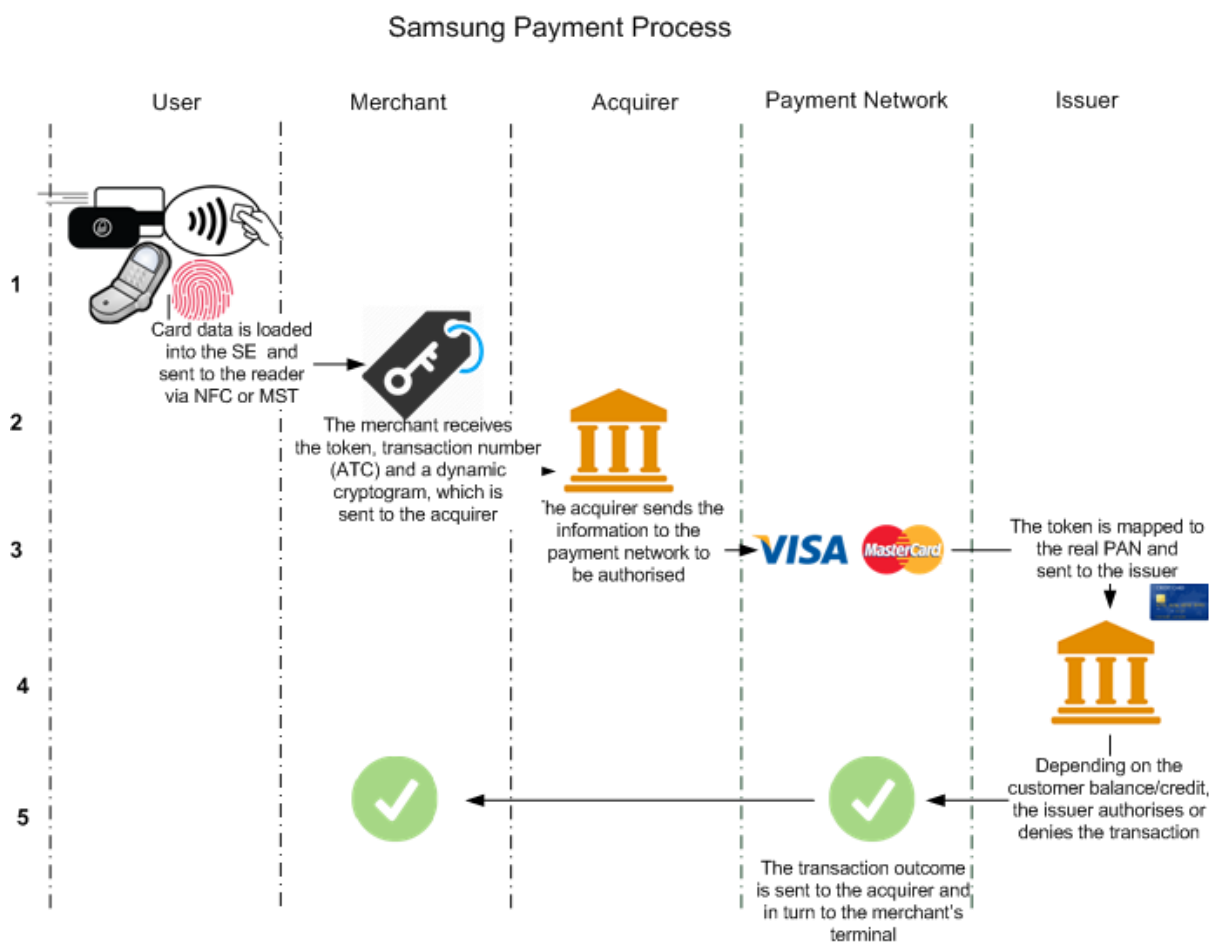 Samsung Payment Process
User
Merchant
Acquirer
Payment Network
Issuer
1
Card data is loaded
into the SE and
sent to the reader
via NFC or MST
2
The merchant receives
the token, transaction number
(ATC) and a dynamic
cryptogram, which is
sent to the acquirer
he acquirer sends the
information to the
payment network to
be authorised
3
VISA
MasterCard
The token is mapped to
the real PAN and
sent to the issuer
4
Depending on the
customer balance/credit,
the issuer authorises or
denies the transaction
5
The transaction outcome
is sent to the acquirer and
in turn to the merchant's
terminal